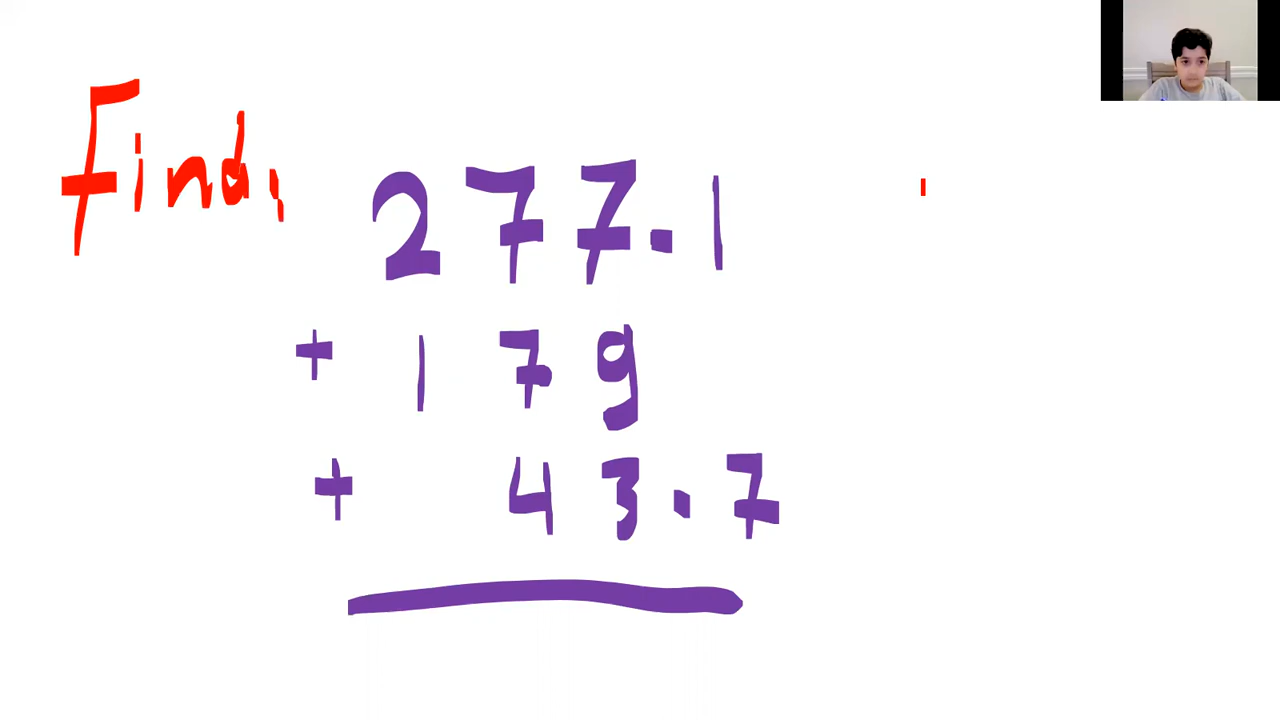 Find:
277.1
+ 179
+ 43.7